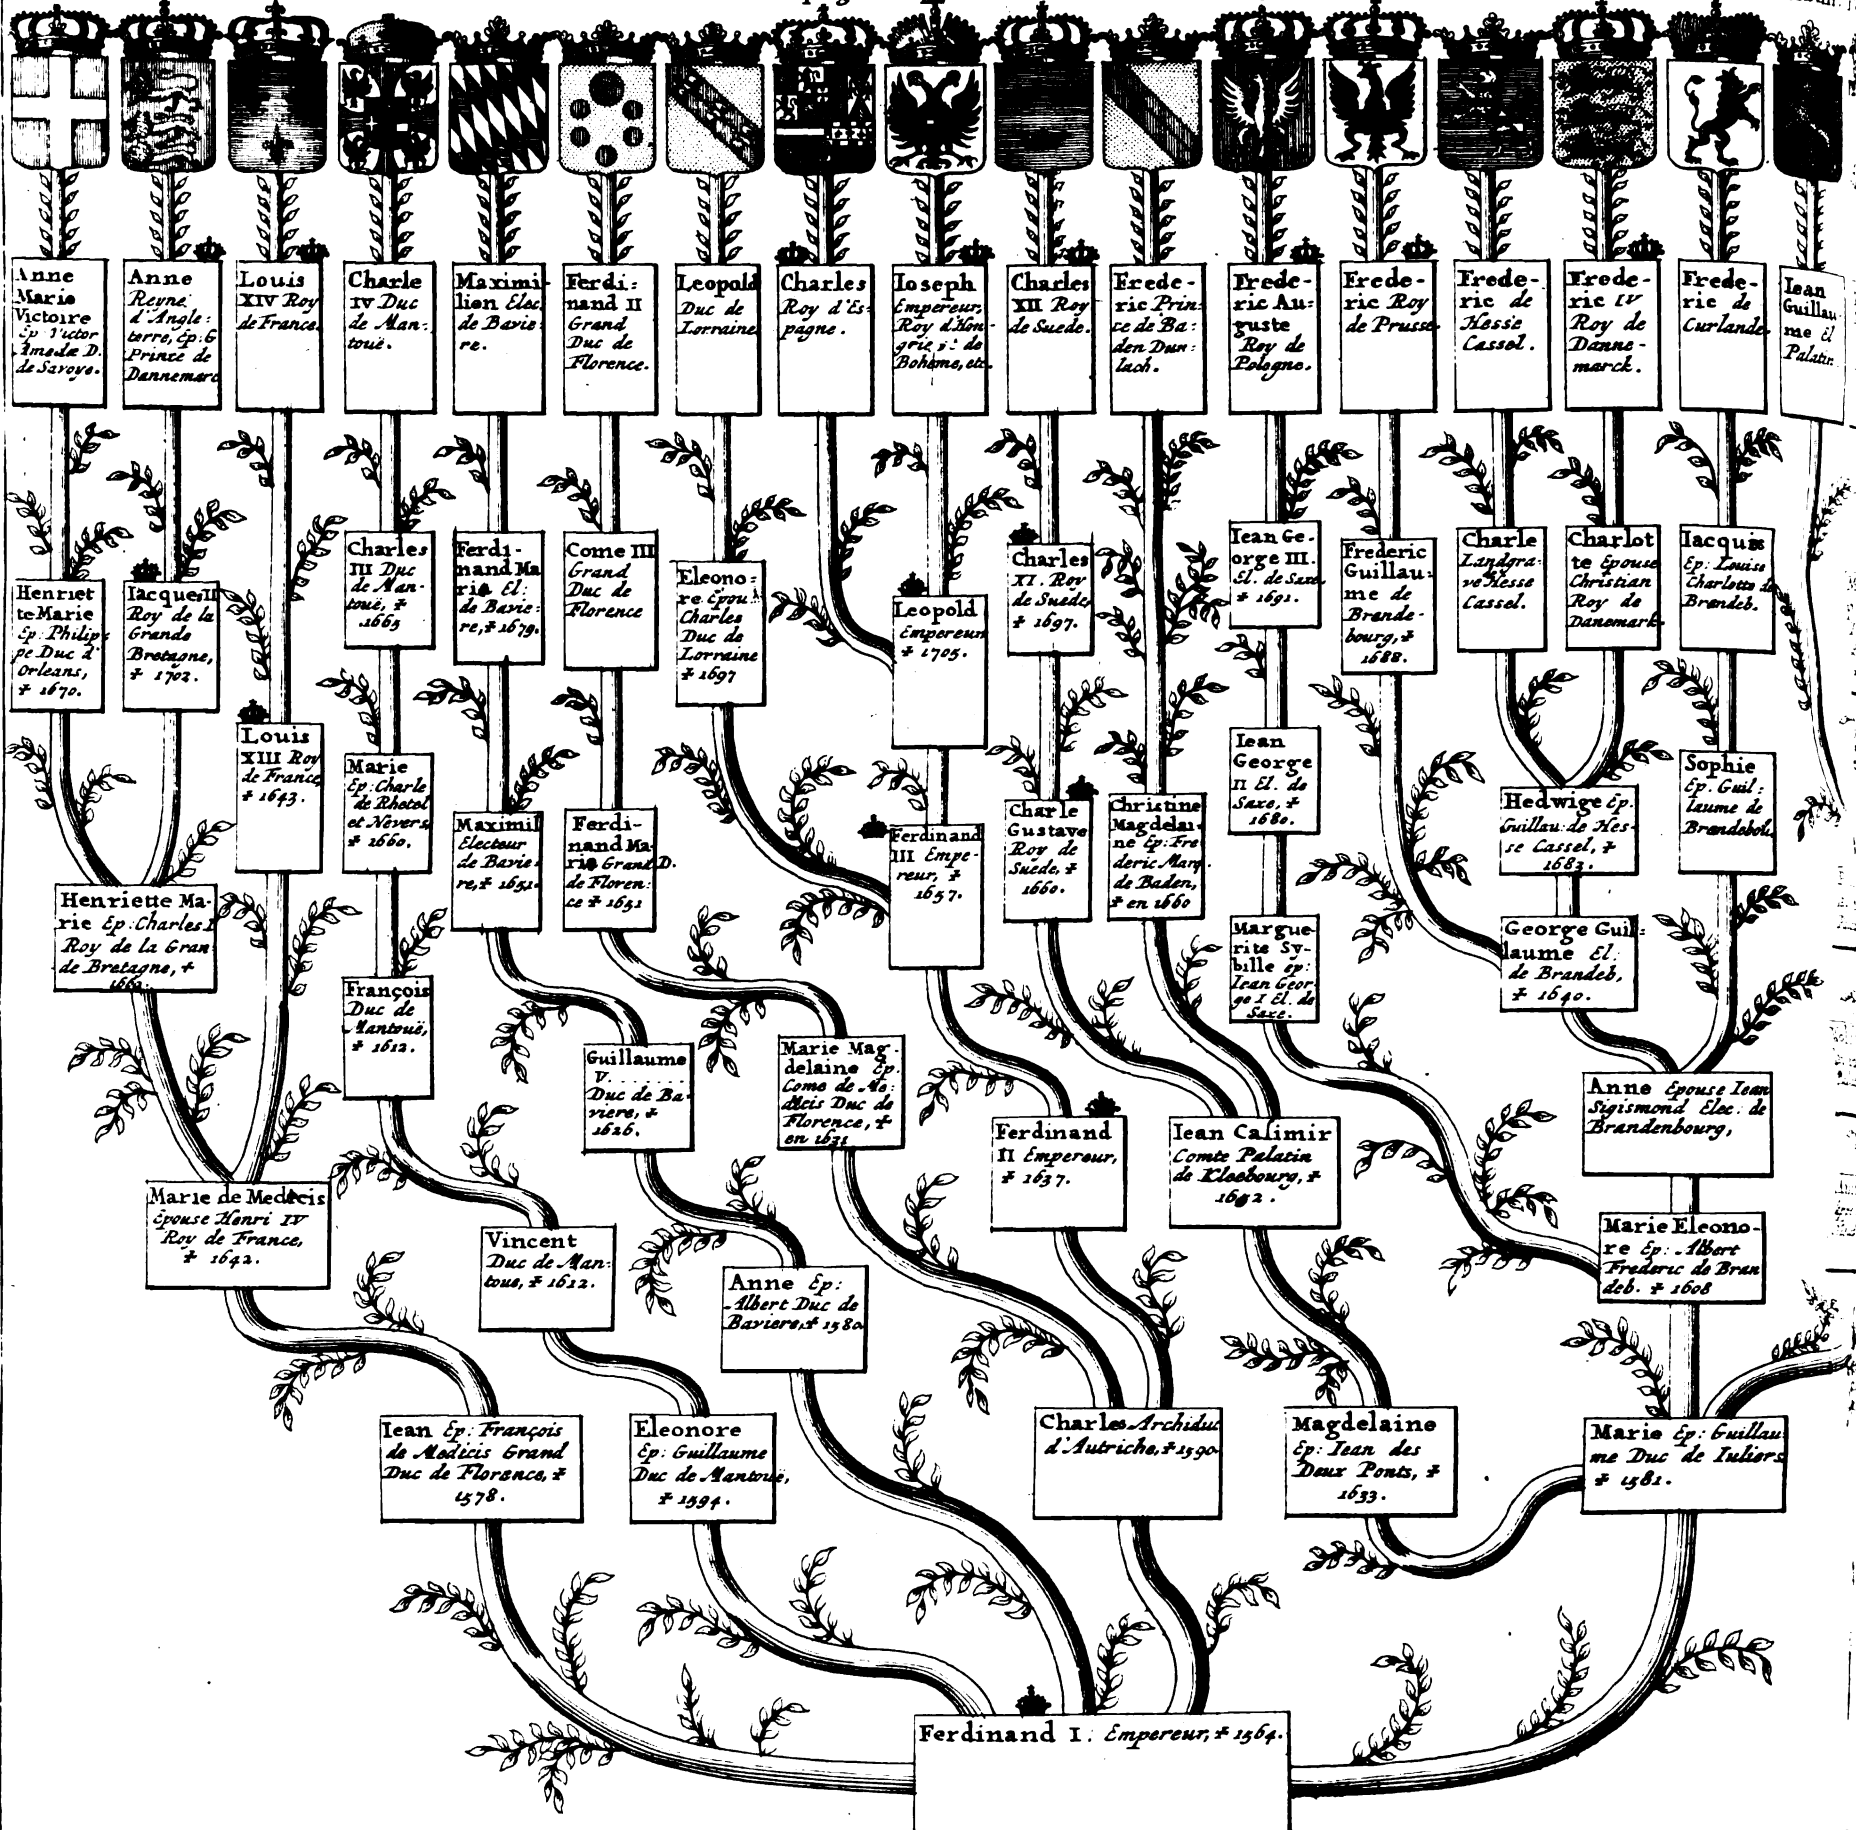 Anne
Marie
Victoire
Ep Victor
Amedæ D.
de Savoye.
Anne
Reyne
d'Angle:
terre, Ep: G
Prince de
Dannemarc
Louis
XIV Roy
de France.
Charle
IV Duc
de Man:
touë.
Maximi
lien Elec.
de Bavie
re.
Ferdi:
nand II
Grand
Duc de
Florence.
Leopold
Duc de
Lorraine
Charles
Roy d'Es
pagne.
Ioseph
Empereur,
Roy d'Hon
grie, de
Boheme, etc.
Charles
XII Roy
de Suede.
Frede-
ric Prin:
ce de Ba:
den Dur:
lach.
Frede-
ric Au:
guste
Roy de
Pologne.
Frede-
ric Roy
de Prusse
Frede-
ric de
Hesse
Cassel.
Frede-
ric IV
Roy de
Danne-
marck.
Frede-
ric de
Curlande.
Iean
Guillau
me El
Palatin.
Henriet
te Marie
Ep: Philip
pe Duc d'
Orleans,
‡ 1670.
Iacques II
Roy de la
Grande
Bretagne,
‡ 1702.
Louis
XIII Roy
de France,
‡ 1643.
Charles
III Duc
de Man-
touë, ‡
1665
Ferdi-
nand Ma
rie El:
de Bavie:
re, ‡ 1679.
Come III
Grand
Duc de
Florence
Eleono:
re Epou
Charles
Duc de
Lorraine
‡ 1697
Leopold
Empereur
‡ 1705.
Charles
XI. Roy
de Suede
‡ 1697.
Iean Ge-
orge III.
El. de Saxe
‡ 1691.
Frederic
Guillau:
me de
Brande-
bourg, ‡
1688.
Charle
Landgra-
ve Hesse
Cassel.
Charlot
te Epouse
Christian
Roy de
Danemark.
Iacques
Ep: Louise
Charlotte de
Brandeb.
Marie
Ep: Charle
de Rhetel
et Nevers
‡ 1660.
Maximil
Electeur
de Bavie
re, ‡ 1651.
Ferdi-
nand Ma-
rie Grand D.
de Floren:
ce ‡ 1651
Ferdinand
III Empe-
reur, ‡
1657.
Charle
Gustave
Roy de
Suede, ‡
1660.
Christine
Magdelai
ne Ep: Fre
deric Marq.
de Baden,
‡ en 1660
Iean
George
II El. de
Saxe, ‡
1680.
Hedwige Ep.
Guillau: de Hes-
se Cassel, ‡
1683.
Sophie
Ep. Guil:
laume de
Brandebou.
Henriette Ma-
rie Ep: Charles I
Roy de la Gran
de Bretagne, ‡
François
Duc de
Mantouë,
‡ 1612.
Guillaume
V. . . . . . .
Duc de Ba
viere, ‡
1626.
Marie Mag-
delaine Ep.
Come de Me:
dicis Duc de
Florence, ‡
en 1631
Margue-
rite Sy-
bille ep:
Iean Geor
ge I El. de
Saxe.
George Guil:
laume El:
de Brandeb,
‡ 1640.
Anne Epouse Iean
Sigismond Elec: de
Brandenbourg,
Marie de Medicis
Epouse Henri IV
Roy de France,
‡ 1642.
Vincent
Duc de Man:
toue, ‡ 1612.
Anne Ep:
Albert Duc de
Baviere, ‡ 1580
Ferdinand
II Empereur,
‡ 1637.
Iean Casimir
Comte Palatin
de Kleebourg, ‡
1652.
Marie Eleono-
re Ep: Albert
Frederic de Bran
deb. ‡ 1608
Iean Ep: François
de Medicis Grand
Duc de Florence, ‡
1578.
Eleonore
Ep: Guillaume
Duc de Mantouë,
‡ 1594.
Charles Archiduc
d'Autriche, ‡ 1590
Magdelaine
Ep: Iean des
Deux Ponts, ‡
1633.
Marie Ep: Guillau
me Duc de Iuliers
‡ 1581.
Ferdinand I: Empereur, ‡ 1564.